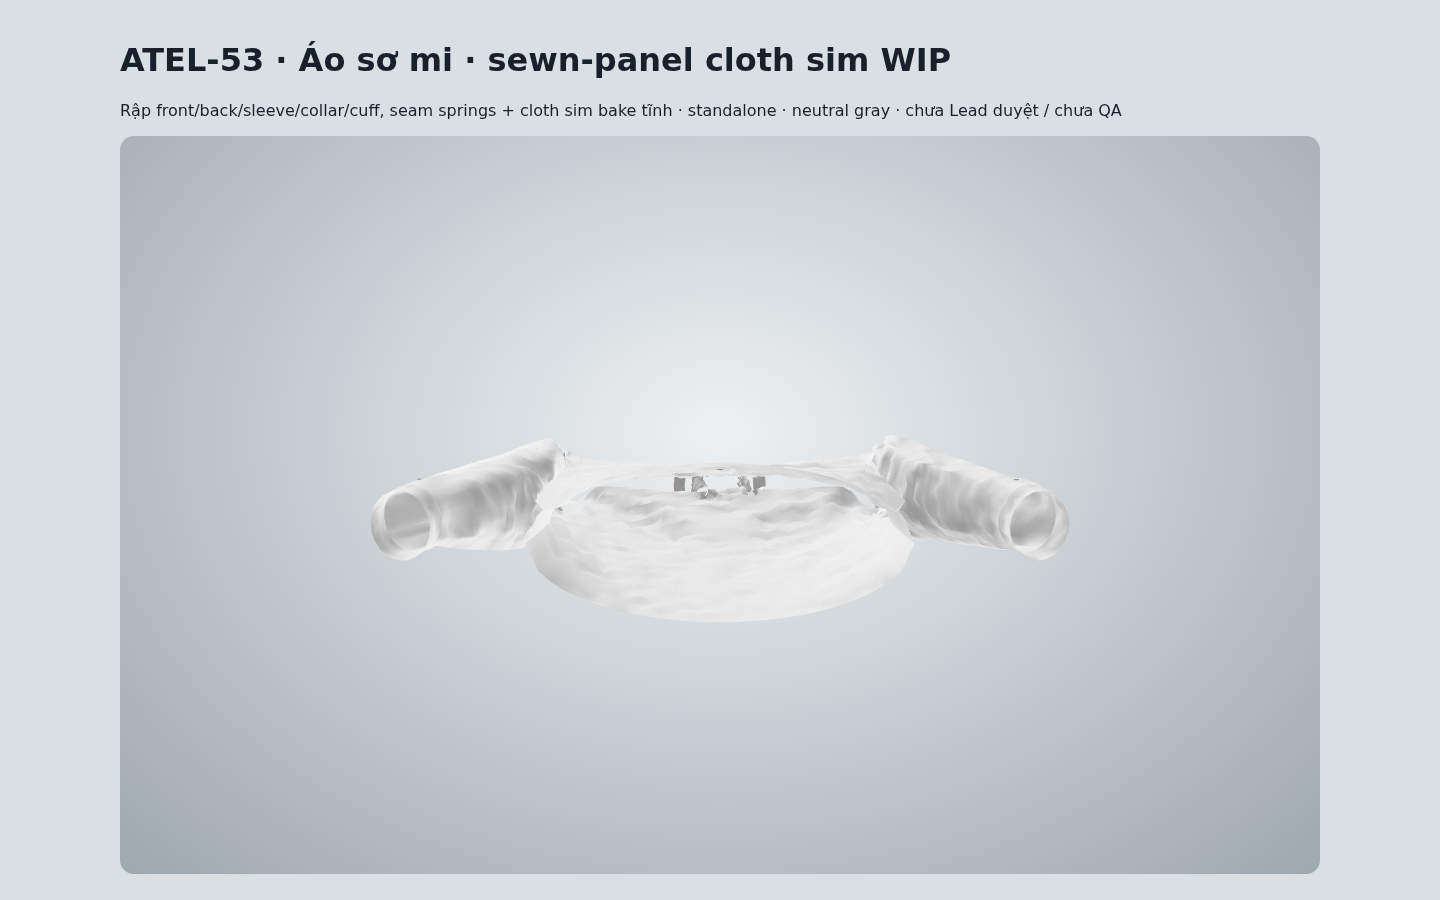 ATEL-53 · Áo sơ mi · sewn-panel cloth sim WIP
Rập front/back/sleeve/collar/cuff, seam springs + cloth sim bake tĩnh · standalone · neutral gray · chưa Lead duyệt / chưa QA